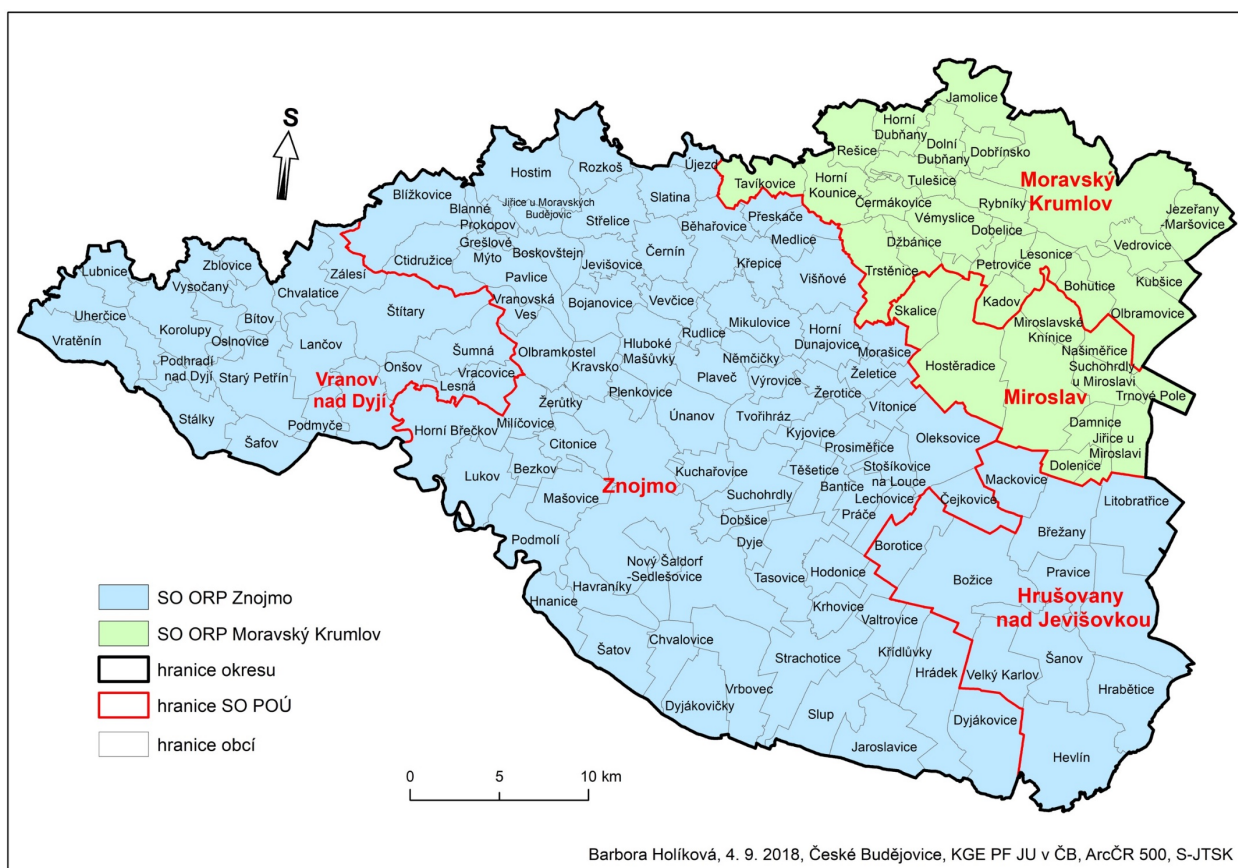 S
Jamolice
Horní
Dubňany
Dolní
Dubňany
Dobřínsko
Rešice
Rozkoš
Újezd
Hostim
Tavíkovice
Horní
Kounice
Tulešice
Moravský
Krumlov
Blížkovice
Jiřice u Moravských
Budějovic
Slatina
Čermákovice
Rybníky
Jezeřany
-Maršovice
Blanné
Prokopov
Střelice
Běhařovice
Přeskače
Vémyslice
Dobelice
Medlice
Džbánice
Vedrovice
Grešlové
Mýto
Boskovštejn
Černín
Lesonice
Ctidružice
Jevišovice
Křepice
Petrovice
Lubnice
Zblovice
Zálesí
Pavlice
Višňové
Trstěnice
Kubšice
Vysočany
Chvalatice
Bohutice
Vranovská
Ves
Bojanovice
Vevčice
Skalice
Kadov
Uherčice
Štítary
Olbramovice
Bítov
Mikulovice
Miroslavské
Knínice
Korolupy
Rudlice
Horní
Dunajovice
Vratěnín
Oslnovice
Lančov
Hluboké
Mašůvky
Šumná
Olbramkostel
Morašice
Našiměřice
Podhradí
nad Dyjí
Kravsko
Němčičky
Hostěradice
Suchohrdly
u Miroslavi
Onšov
Vracovice
Plaveč
Želetice
Starý Petřín
Vranov
nad Dyjí
Lesná
Plenkovice
Výrovice
Žerotice
Miroslav
Trnové Pole
Žerůtky
Vítonice
Stálky
Únanov
Tvořihráz
Damnice
Podmyče
Milíčovice
Horní Břečkov
Kyjovice
Oleksovice
Jiřice u
Miroslavi
Šafov
Citonice
Prosiměřice
Dolenice
Lukov
Bezkov
Kuchařovice
Těšetice
Stošíkovice
na Louce
Znojmo
Bantice
Mackovice
Mašovice
Suchohrdly
Lechovice
Čejkovice
Litobratřice
Práče
Dobšice
Břežany
Podmolí
Dyje
Borotice
Nový Šaldorf
-Sedlešovice
Pravice
Hodonice
Božice
Havraníky
Tasovice
Hrušovany
nad Jevišovkou
Hnanice
Krhovice
Valtrovice
Chvalovice
Šatov
Křídlůvky
Šanov
Strachotice
Hrádek
Velký Karlov
Vrbovec
Hrabětice
Dyjákovičky
Slup
Dyjákovice
Jaroslavice
Hevlín
SO ORP Znojmo
SO ORP Moravský Krumlov
hranice okresu
hranice SO POÚ
hranice obcí
0 5 10 km
Barbora Holíková, 4. 9. 2018, České Budějovice, KGE PF JU v ČB, ArcČR 500, S-JTSK